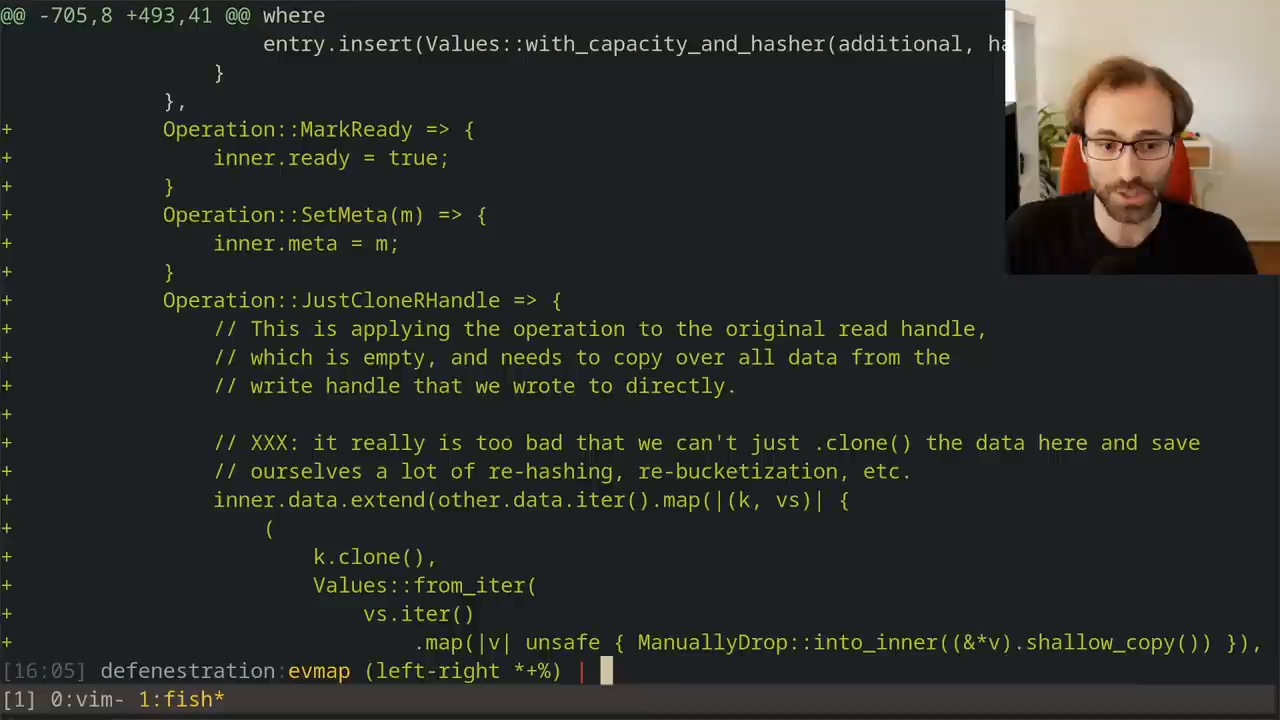 @@ -705,8 +493,41 @@ where
entry.insert(Values::with_capacity_and_hasher(additional,
}
},
+ Operation::MarkReady => {
+ inner.ready = true;
+ }
+ Operation::SetMeta(m) => {
+ inner.meta = m;
+ }
+ Operation::JustCloneRHandle => {
+ // This is applying the operation to the original read handle,
+ // which is empty, and needs to copy over all data from the
+ // write handle that we wrote to directly.
+
+ // XXX: it really is too bad that we can't just .clone() the data here and save
+ // ourselves a lot of re-hashing, re-bucketization, etc.
+ inner.data.extend(other.data.iter().map(|(k, vs)| {
+ (
+ k.clone(),
+ Values::from_iter(
+ vs.iter()
+ .map(|v| unsafe { ManuallyDrop::into_inner((&*v).shallow_copy()) }),
[16:05] defenestration:evmap (left-right *+%) |
[1] 0:vim- 1:fish*